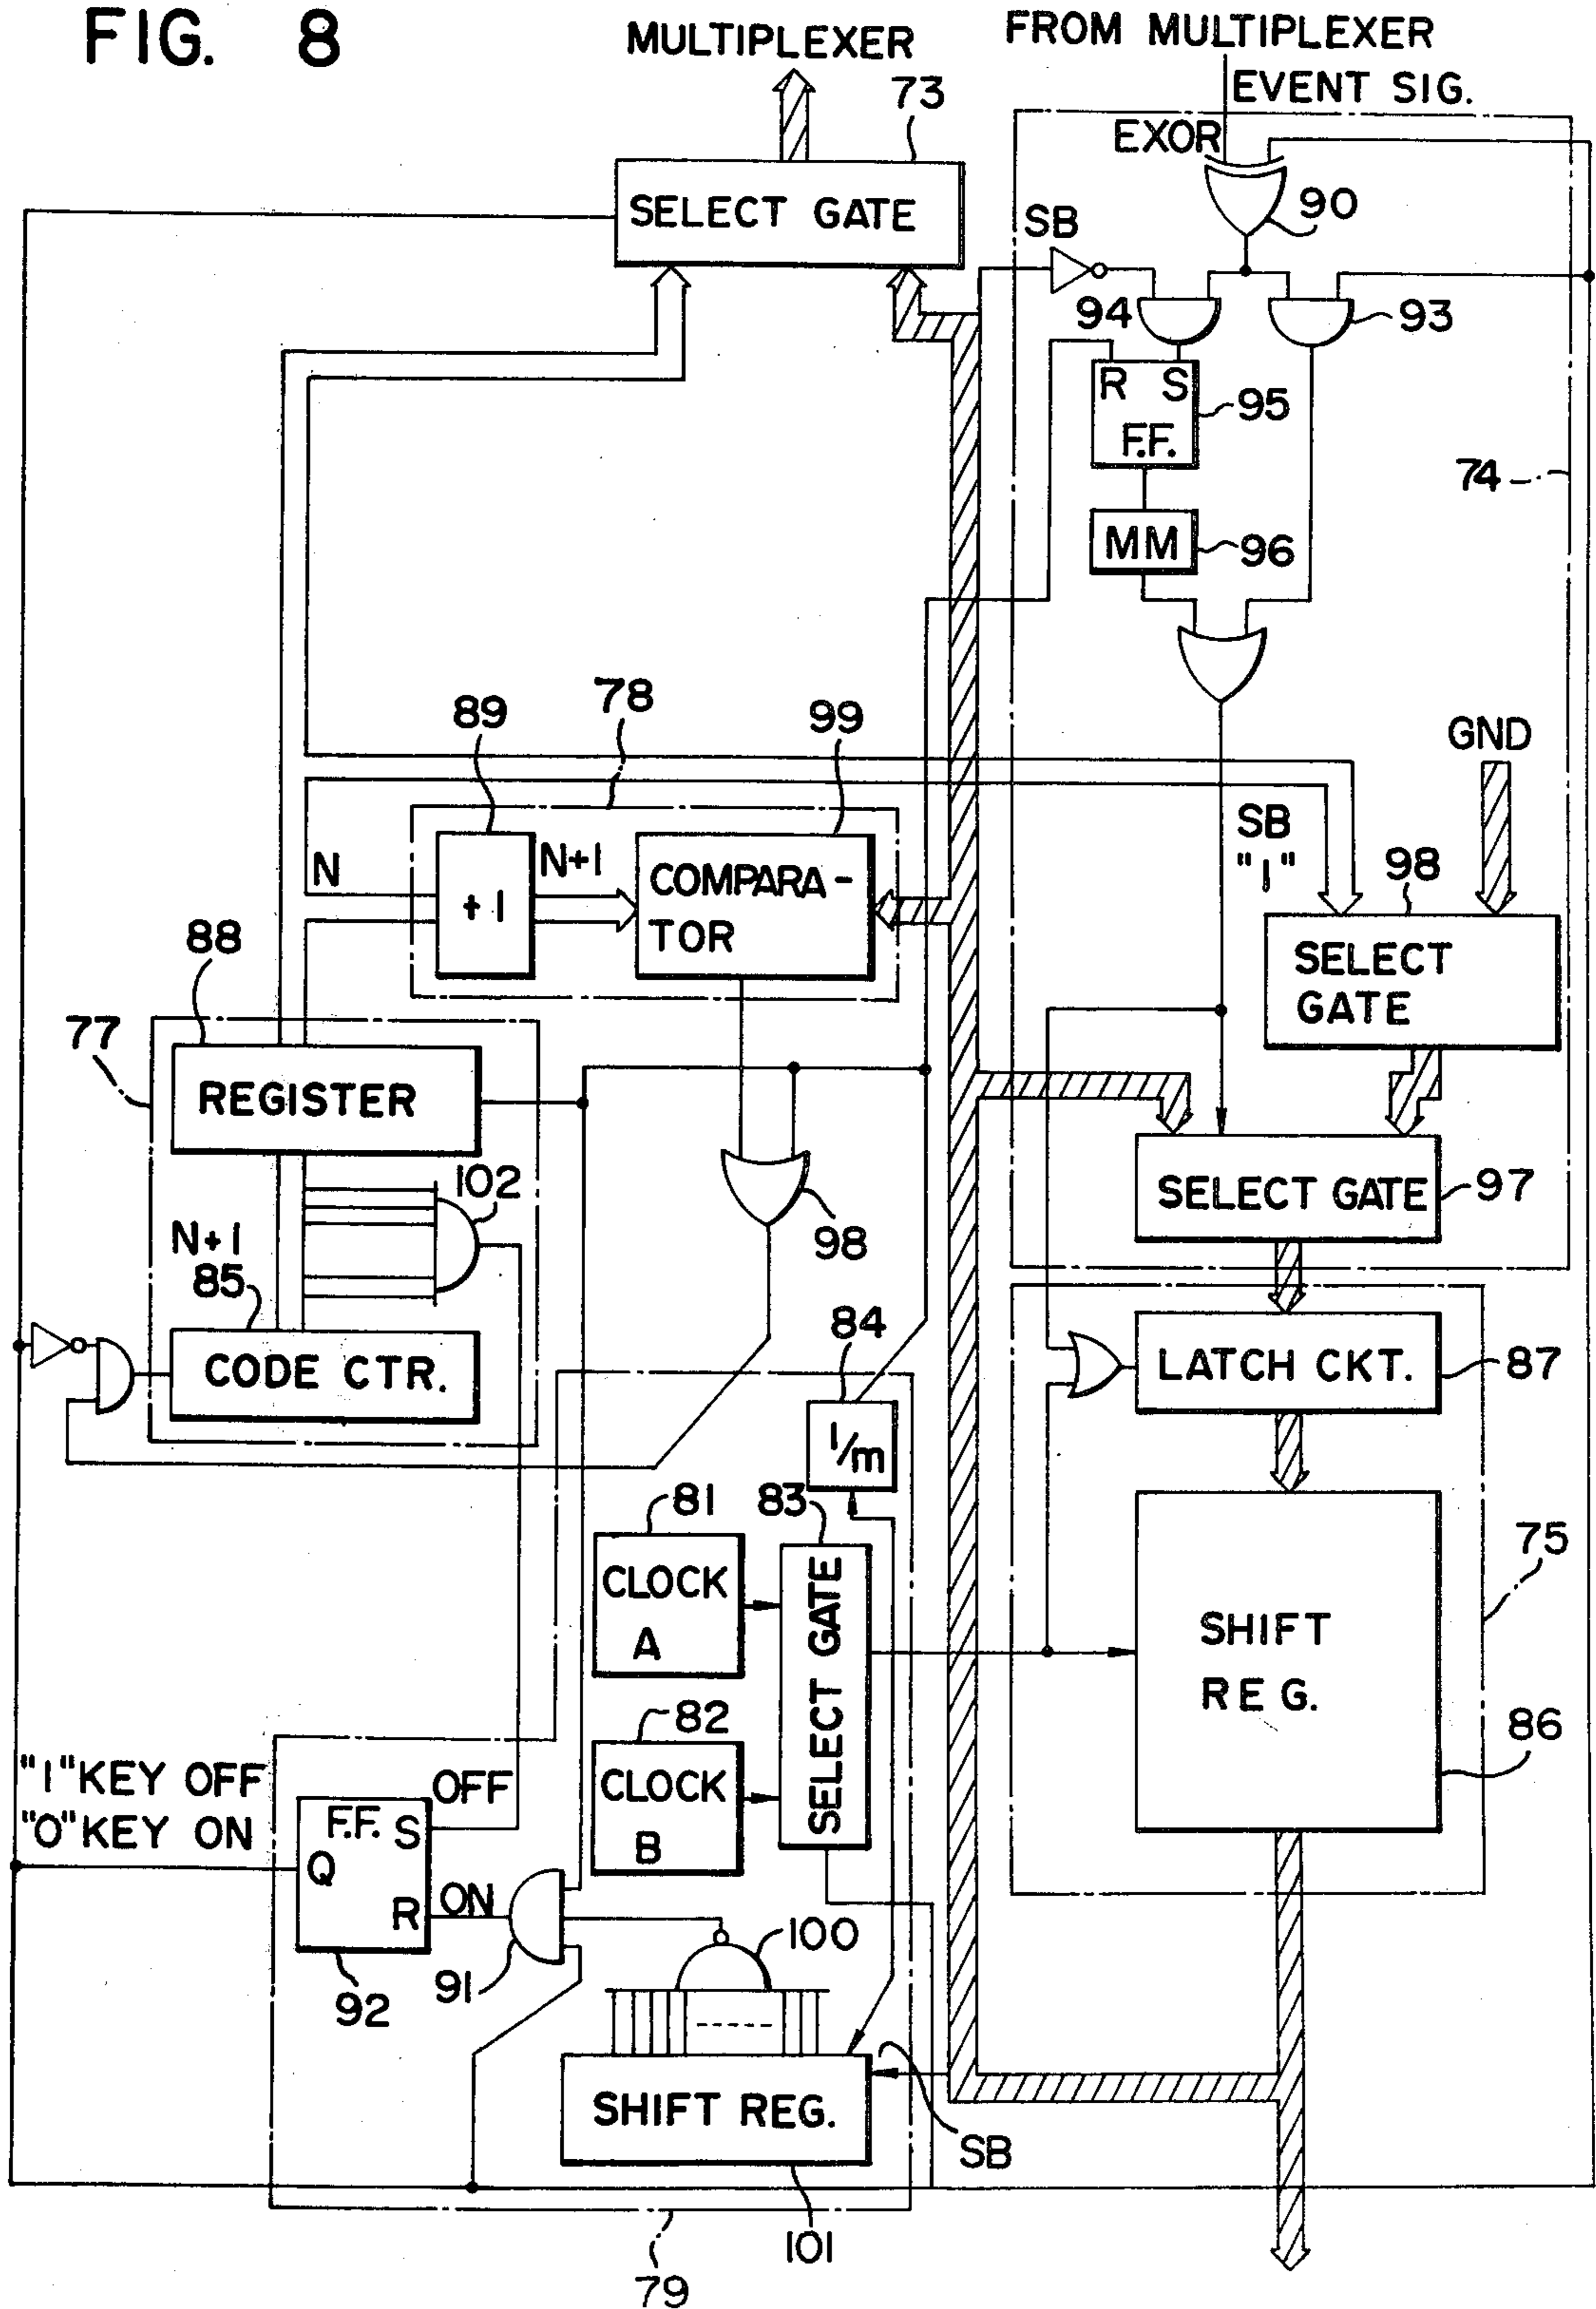 FIG. 8
MULTIPLEXER
FROM MULTIPLEXER
EVENT SIG.
73
EXOR
SELECT GATE
90
SB
94
93
R S
F.F.
95
74
MM
96
78
89
99
GND
N
N+1
+1
COMPARA-
TOR
SB
"1"
98
SELECT
GATE
88
77
REGISTER
102
SELECT GATE
97
N+1
98
85
84
CODE CTR.
LATCH CKT.
87
1/m
81
83
CLOCK
A
SELECT GATE
75
SHIFT
REG.
82
86
CLOCK
B
"1" KEY OFF
"0" KEY ON
OFF
F.F. S
Q
R
ON
91
92
100
SHIFT REG.
SB
101
79